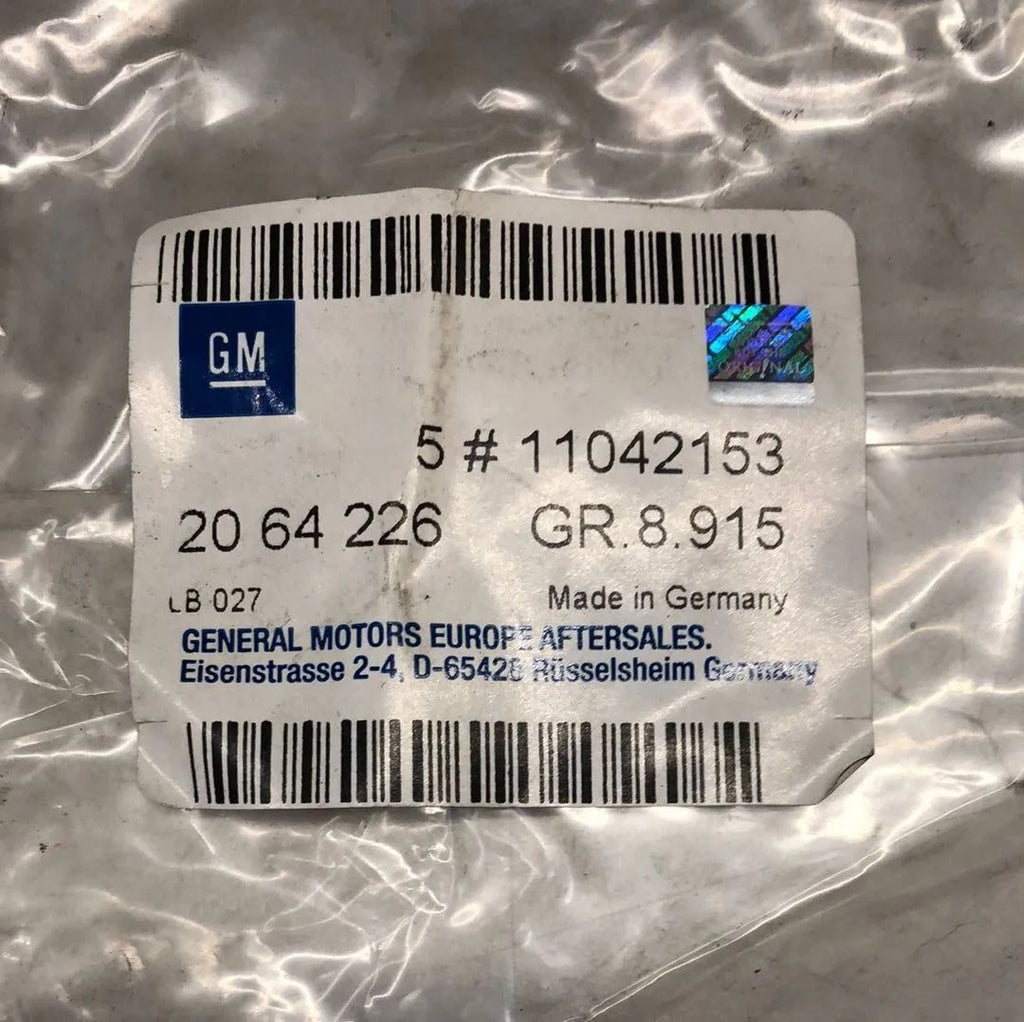 GM
ORIGINAL
5 # 11042153
20 64 226 GR.8.915
LB 027 Made in Germany
GENERAL MOTORS EUROPE AFTERSALES.
Eisenstrasse 2-4, D-65428 Rüsselsheim Germany